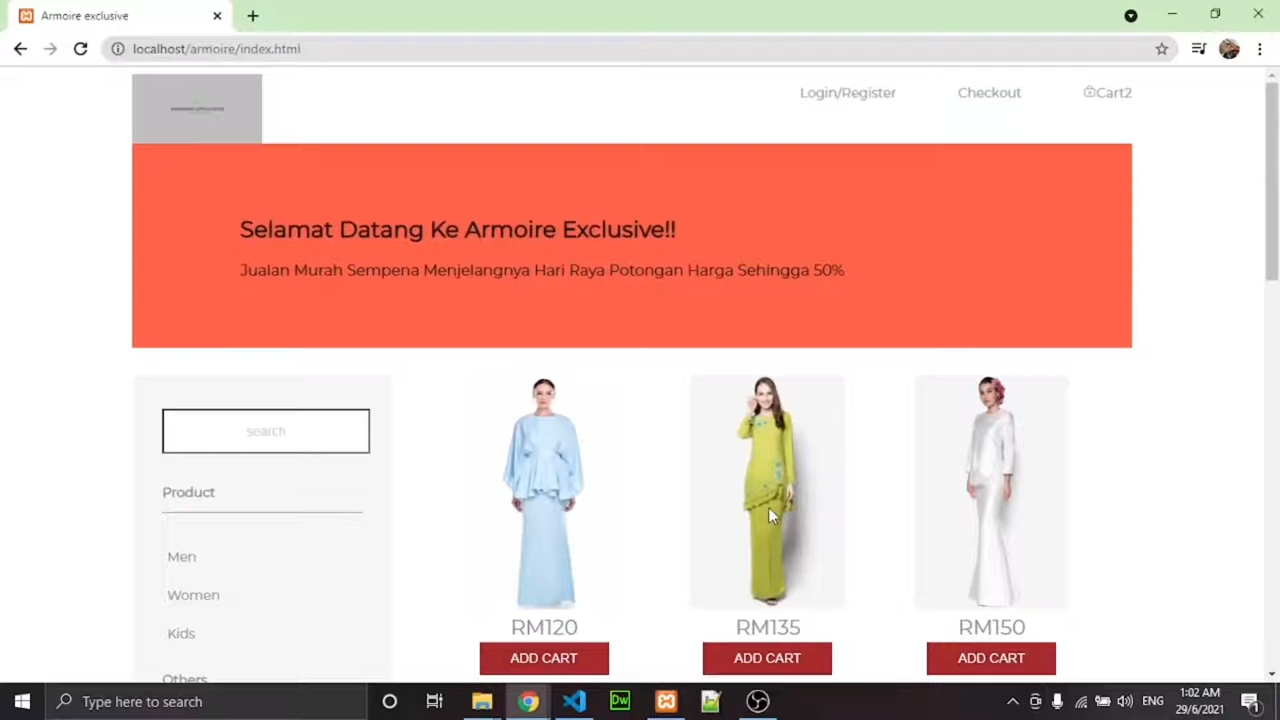 Armoire exclusive
localhost/armoire/index.html
Login/Register
Checkout
Cart2
Selamat Datang Ke Armoire Exclusive!!
Jualan Murah Sempena Menjelangnya Hari Raya Potongan Harga Sehingga 50%
search
Product
Men
Women
Kids
Others
RM120
RM135
RM150
ADD CART
ADD CART
ADD CART
Type here to search
Dw
ENG
1:02 AM
29/6/2021
1